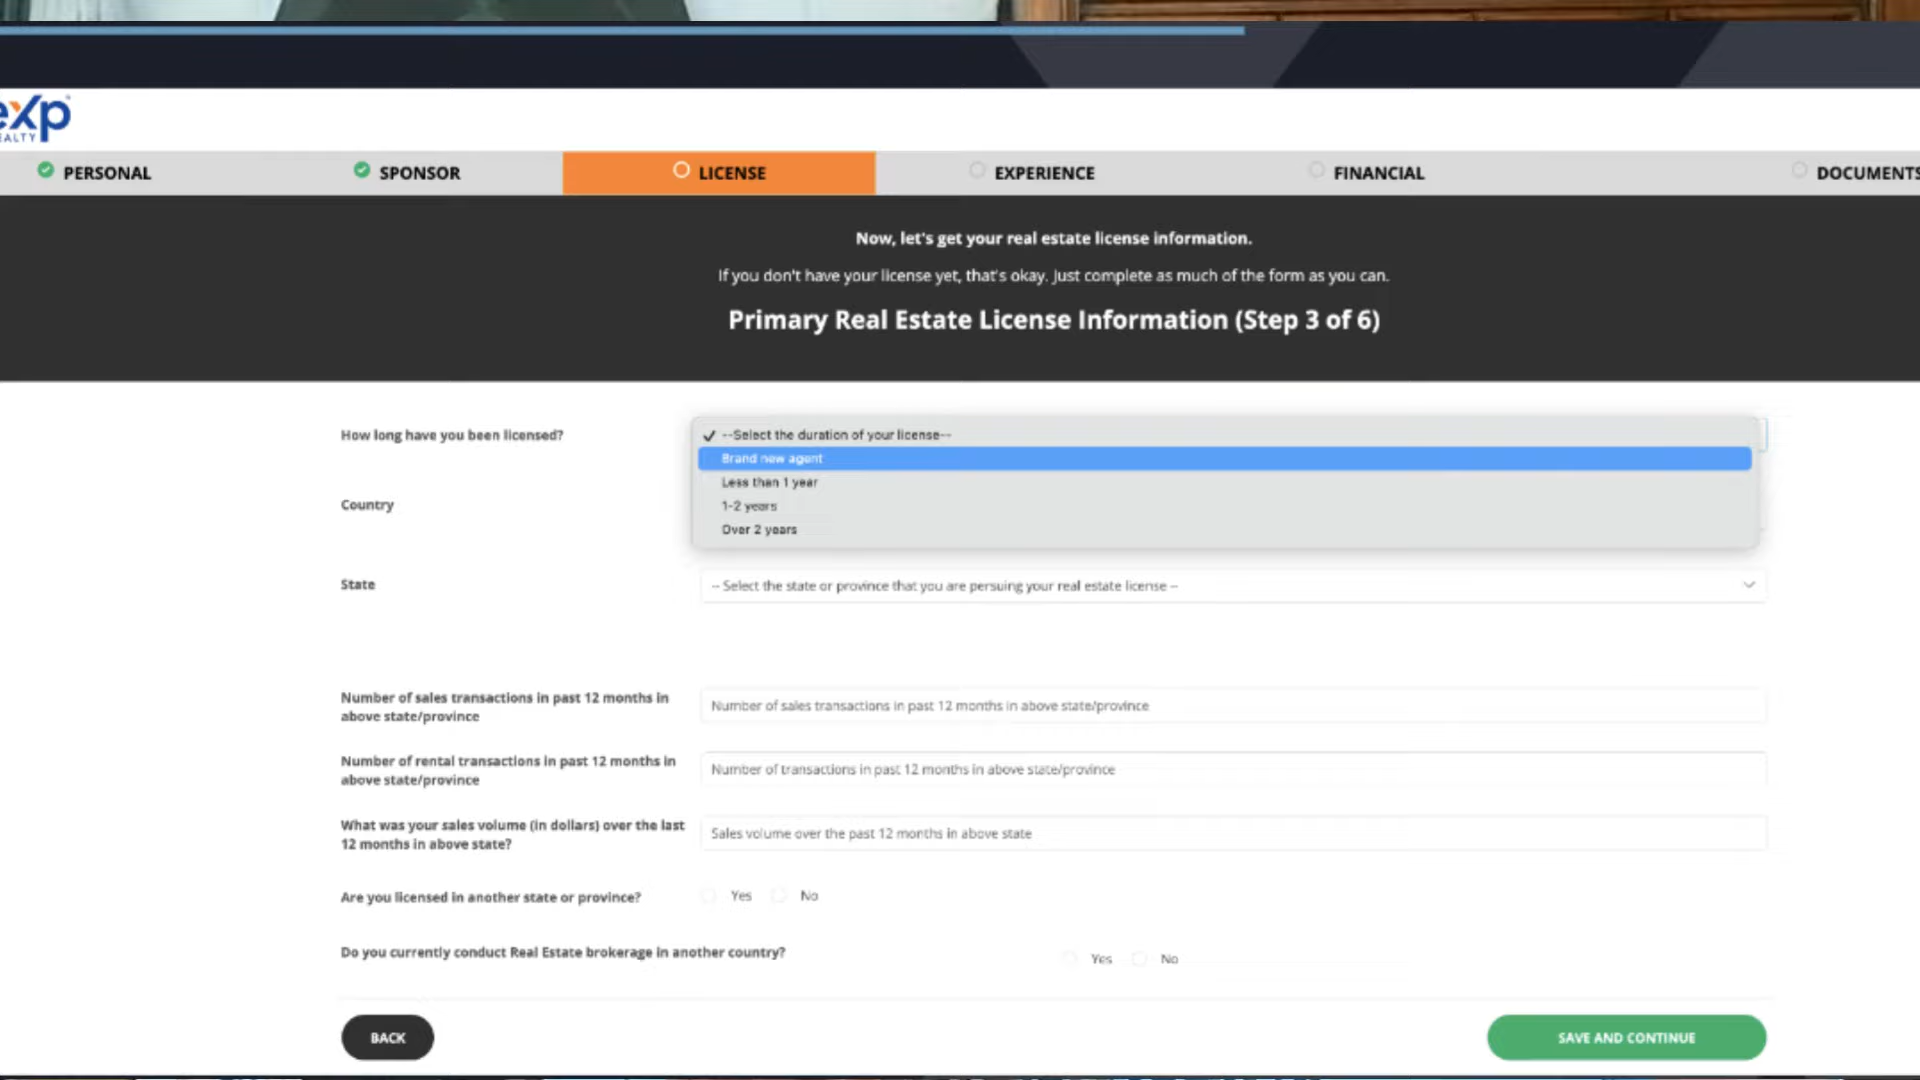 eXp
REALTY
PERSONAL
SPONSOR
LICENSE
EXPERIENCE
FINANCIAL
DOCUMENTS
Now, let's get your real estate license information.
If you don't have your license yet, that's okay. Just complete as much of the form as you can.
Primary Real Estate License Information (Step 3 of 6)
How long have you been licensed?
--Select the duration of your license--
Brand new agent
Less than 1 year
1-2 years
Over 2 years
Country
State
-- Select the state or province that you are persuing your real estate license --
Number of sales transactions in past 12 months in
above state/province
Number of sales transactions in past 12 months in above state/province
Number of rental transactions in past 12 months in
above state/province
Number of transactions in past 12 months in above state/province
What was your sales volume (in dollars) over the last
12 months in above state?
Sales volume over the past 12 months in above state
Are you licensed in another state or province?
Yes
No
Do you currently conduct Real Estate brokerage in another country?
Yes
No
BACK
SAVE AND CONTINUE